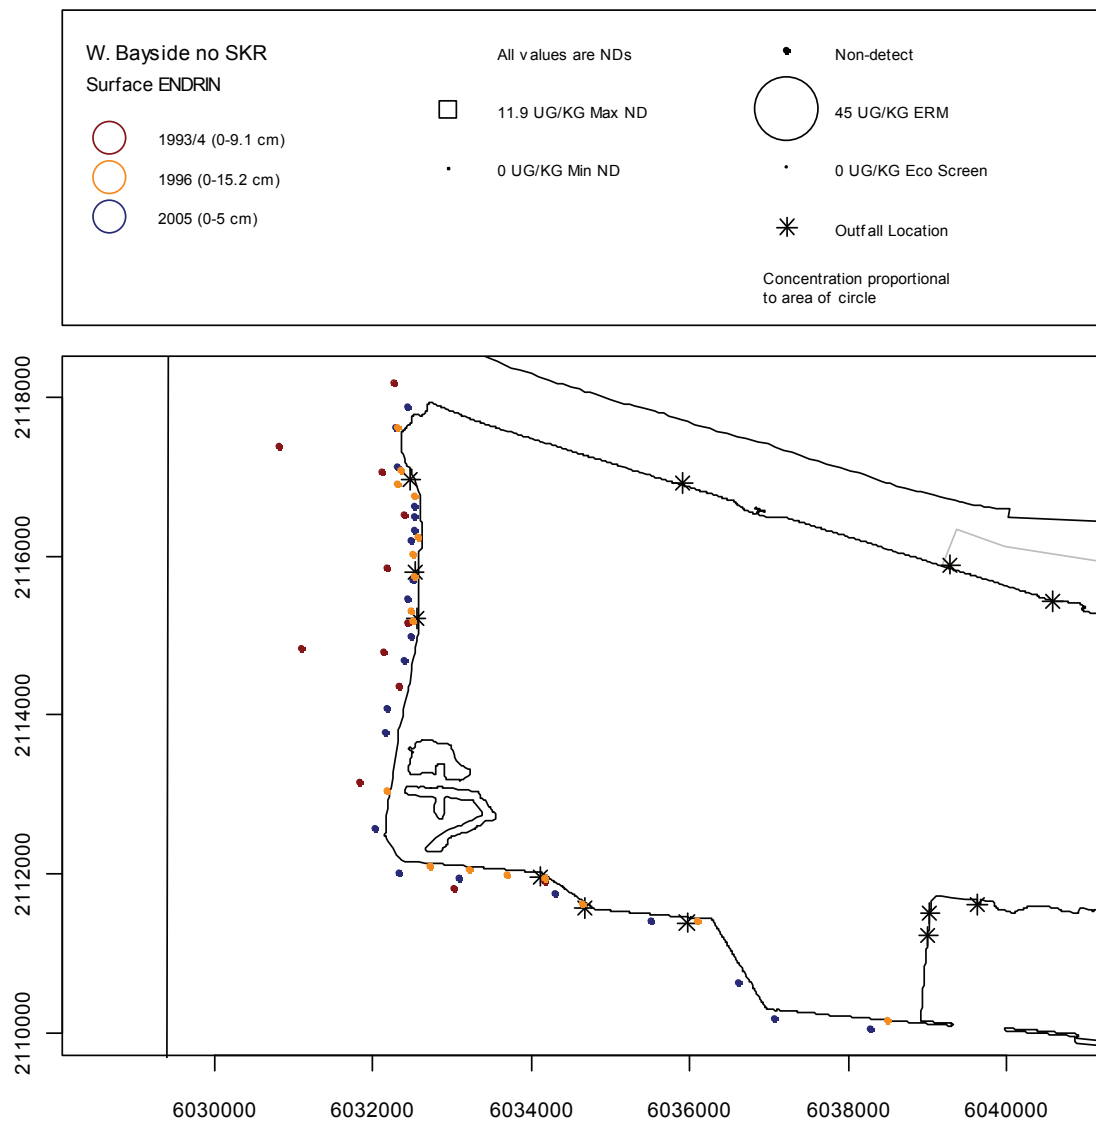 W. Bayside no SKR
Surface ENDRIN
1993/4 (0-9.1 cm)
1996 (0-15.2 cm)
2005 (0-5 cm)
All values are NDs
11.9 UG/KG Max ND
0 UG/KG Min ND
Non-detect
45 UG/KG ERM
0 UG/KG Eco Screen
Outfall Location
Concentration proportional
to area of circle
2118000
2116000
2114000
2112000
2110000
6030000 6032000 6034000 6036000 6038000 6040000